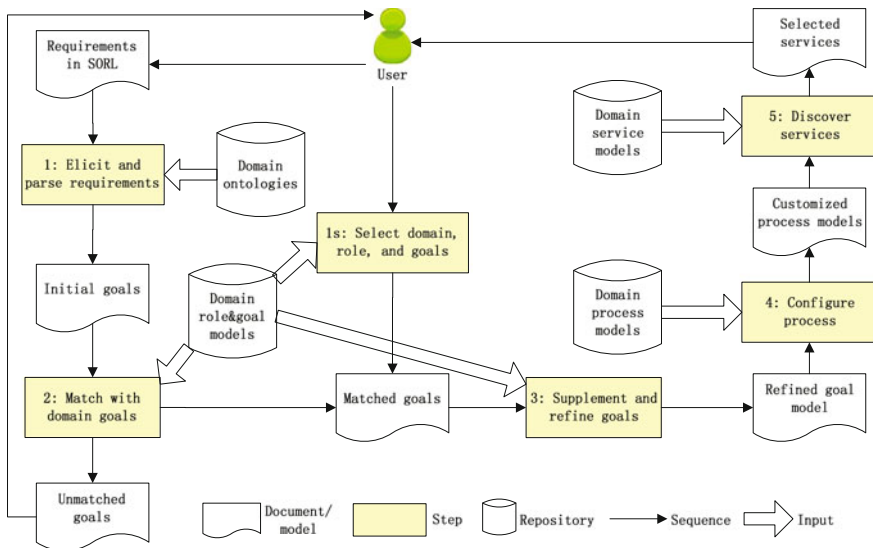 Requirements
in SORL
User
Selected
services
1: Elicit and
parse requirements
Domain
ontologies
Domain
service
models
5: Discover
services
1s: Select domain,
role, and goals
Customized
process models
Initial goals
Domain
role&goal
models
Domain
process
models
4: Configure
process
2: Match with
domain goals
Matched goals
3: Supplement and
refine goals
Refined goal
model
Unmatched
goals
Document/
model
Step
Repository
Sequence
Input